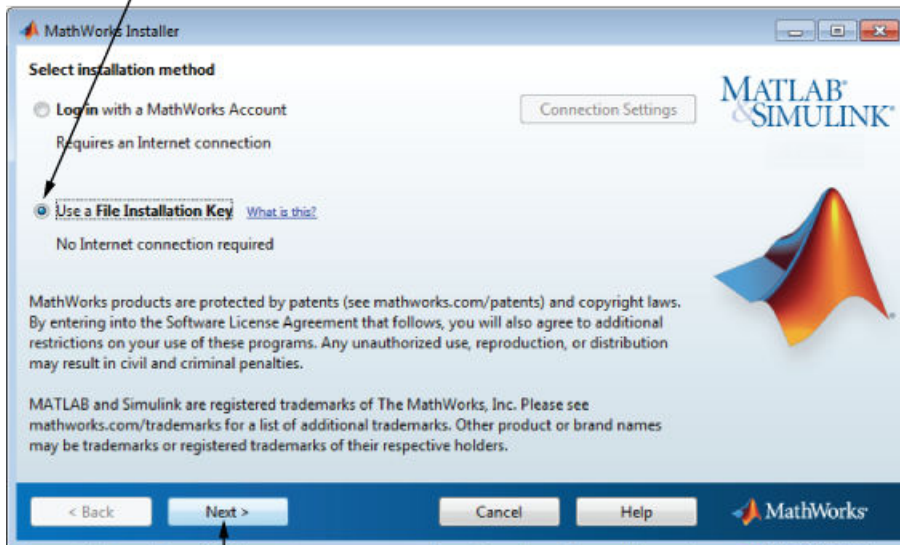 MathWorks Installer
Select installation method
Log in with a MathWorks Account
Connection Settings
Requires an Internet connection
Use a File Installation Key What is this?
No Internet connection required
MATLAB®
&SIMULINK®
MathWorks products are protected by patents (see mathworks.com/patents) and copyright laws.
By entering into the Software License Agreement that follows, you will also agree to additional
restrictions on your use of these programs. Any unauthorized use, reproduction, or distribution
may result in civil and criminal penalties.
MATLAB and Simulink are registered trademarks of The MathWorks, Inc. Please see
mathworks.com/trademarks for a list of additional trademarks. Other product or brand names
may be trademarks or registered trademarks of their respective holders.
< Back
Next >
Cancel
Help
MathWorks®